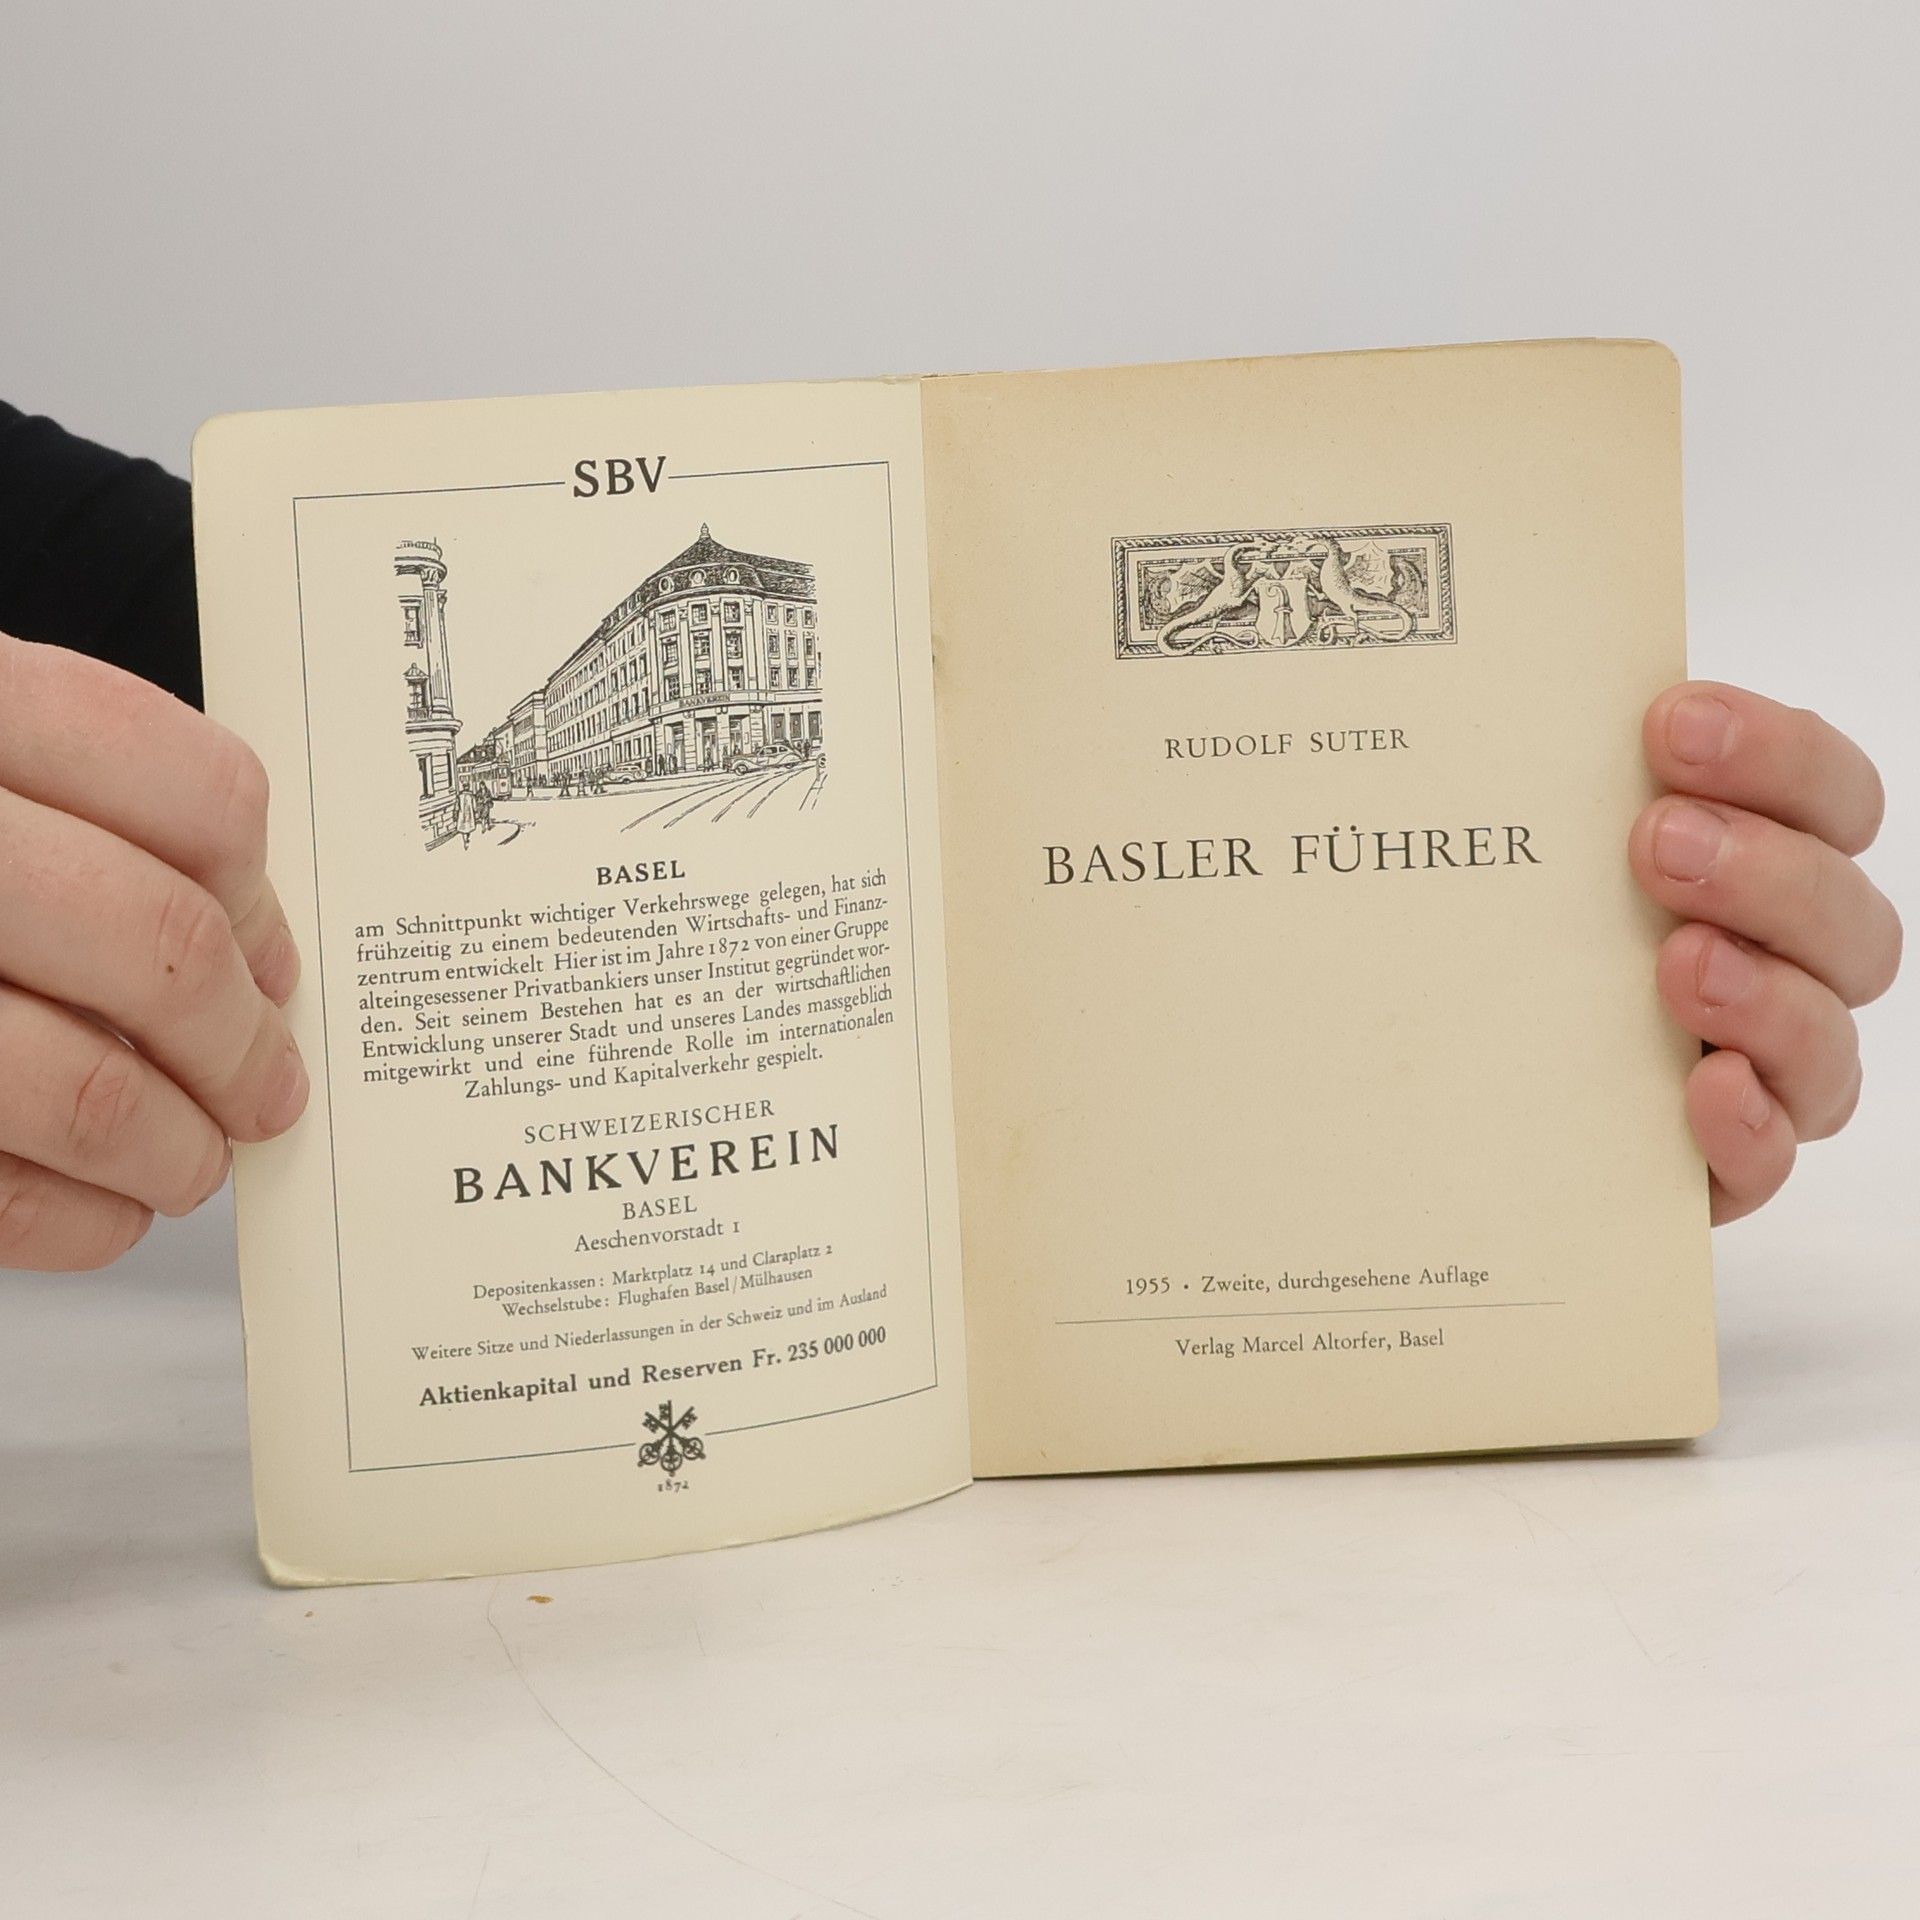 SBV
BANKVEREIN
BASEL
am Schnittpunkt wichtiger Verkehrswege gelegen, hat sich
frühzeitig zu einem bedeutenden Wirtschafts- und Finanz-
zentrum entwickelt. Hier ist im Jahre 1872 von einer Gruppe
alteingesessener Privatbankiers unser Institut gegründet wor-
den. Seit seinem Bestehen hat es an der wirtschaftlichen
Entwicklung unserer Stadt und unseres Landes massgeblich
mitgewirkt und eine führende Rolle im internationalen
Zahlungs- und Kapitalverkehr gespielt.
SCHWEIZERISCHER
BANKVEREIN
BASEL
Aeschenvorstadt 1
Depositenkassen: Marktplatz 14 und Claraplatz 2
Wechselstube: Flughafen Basel/Mülhausen
Weitere Sitze und Niederlassungen in der Schweiz und im Ausland
Aktienkapital und Reserven Fr. 235 000 000
1872
RUDOLF SUTER
BASLER FÜHRER
1955 · Zweite, durchgesehene Auflage
Verlag Marcel Altorfer, Basel